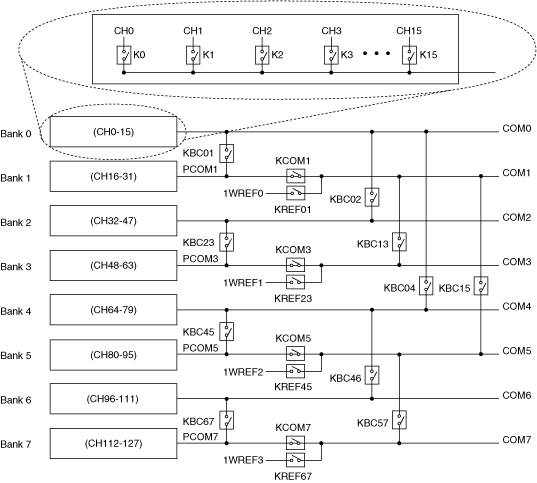 CH0 CH1 CH2 CH3 CH15
K0 K1 K2 K3 K15
Bank 0 (CH0-15) COM0
KBC01
Bank 1 (CH16-31) PCOM1 KCOM1 COM1
1WREF0 KREF01 KBC02
Bank 2 (CH32-47) COM2
KBC23 KBC13
Bank 3 (CH48-63) PCOM3 KCOM3 COM3
1WREF1 KREF23 KBC04 KBC15
Bank 4 (CH64-79) COM4
KBC45
Bank 5 (CH80-95) PCOM5 KCOM5 COM5
1WREF2 KREF45 KBC46
Bank 6 (CH96-111) COM6
KBC67 KBC57
Bank 7 (CH112-127) PCOM7 KCOM7 COM7
1WREF3 KREF67